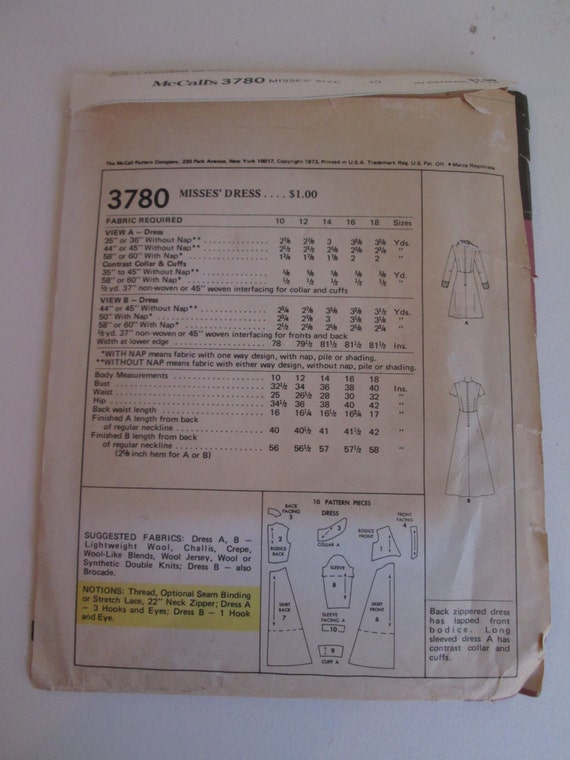 McCall's 3780 MISSES' SIZE 10
The McCall Pattern Company, 230 Park Avenue, New York 10017, Copyright 1973, Printed in U.S.A. Trademark Reg. U.S. Pat. Off. • Marca Registrada
3780 MISSES' DRESS.... $1.00
FABRIC REQUIRED 10 12 14 16 18 Sizes
VIEW A – Dress
35" or 36" Without Nap** 2⅞ 2⅞ 3 3⅜ 3⅜ Yds.
44" or 45" Without Nap** 2½ 2½ 2⅝ 2⅝ 2¾ "
58" or 60" With Nap* 1¾ 1⅞ 1⅞ 2 2 "
Contrast Collar & Cuffs
35" to 45" Without Nap** ⅝ ⅝ ⅝ ⅝ ⅝ Yd.
58" or 60" With Nap* ½ ½ ½ ½ ½ "
½ yd. 37" non-woven or 45" woven interfacing for collar and cuffs
VIEW B – Dress
44" or 45" Without Nap** 2¾ 2⅞ 3⅛ 3⅛ 3½ Yds.
50" With Nap* 2¾ 2⅞ 3 3⅛ 3⅛ "
58" or 60" With Nap* 2½ 2⅝ 2⅝ 2⅝ 2¾ "
½ yd. 37" non-woven or 45" woven interfacing for fronts and back
Width at lower edge 78 79½ 81½ 81½ 81½ Ins.
*WITH NAP means fabric with one way design, with nap, pile or shading.
**WITHOUT NAP means fabric with either way design, without nap, pile or shading.
Body Measurements 10 12 14 16 18
Bust 32½ 34 36 38 40 Ins.
Waist 25 26½ 28 30 32 "
Hip 34½ 36 38 40 42 "
Back waist length 16 16¼ 16½ 16¾ 17 "
Finished A length from back
of regular neckline 40 40½ 41 41½ 42 "
Finished B length from back
of regular neckline 56 56½ 57 57½ 58 "
(2⅝ inch hem for A or B)
A
B
SUGGESTED FABRICS: Dress A, B –
Lightweight Wool, Challis, Crepe,
Wool-Like Blends, Wool Jersey, Wool or
Synthetic Double Knits; Dress B – also
Brocade.
NOTIONS: Thread, Optional Seam Binding
or Stretch Lace, 22" Neck Zipper; Dress A
– 3 Hooks and Eyes; Dress B – 1 Hook
and Eye.
10 PATTERN PIECES
BACK FACING 5
DRESS
FRONT FACING 4
2 BODICE BACK
3 COLLAR A
BODICE FRONT 1
SLEEVE 8
SKIRT BACK 7
SLEEVE FACING A 10
SKIRT FRONT 6
9 CUFF A
Back zippered dress
has lapped front
bodice. Long
sleeved dress A has
contrast collar and
cuffs.